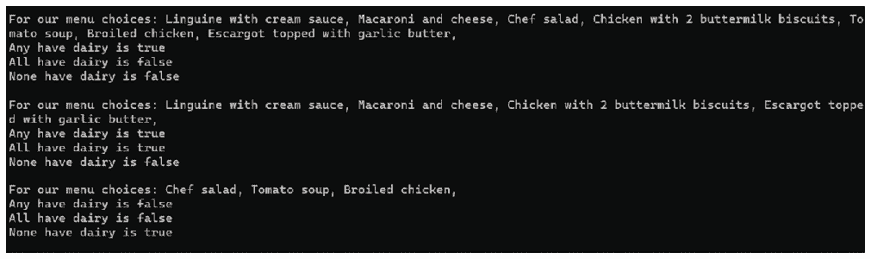 For our menu choices: Linguine with cream sauce, Macaroni and cheese, Chef salad, Chicken with 2 buttermilk biscuits, To
mato soup, Broiled chicken, Escargot topped with garlic butter,
Any have dairy is true
All have dairy is false
None have dairy is false
For our menu choices: Linguine with cream sauce, Macaroni and cheese, Chicken with 2 buttermilk biscuits, Escargot toppe
d with garlic butter,
Any have dairy is true
All have dairy is true
None have dairy is false
For our menu choices: Chef salad, Tomato soup, Broiled chicken,
Any have dairy is false
All have dairy is false
None have dairy is true